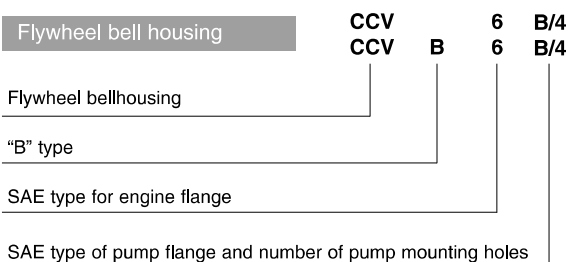 Flywheel bell housing
CCV 6 B/4
CCV B 6 B/4
Flywheel bellhousing
“B” type
SAE type for engine flange
SAE type of pump flange and number of pump mounting holes